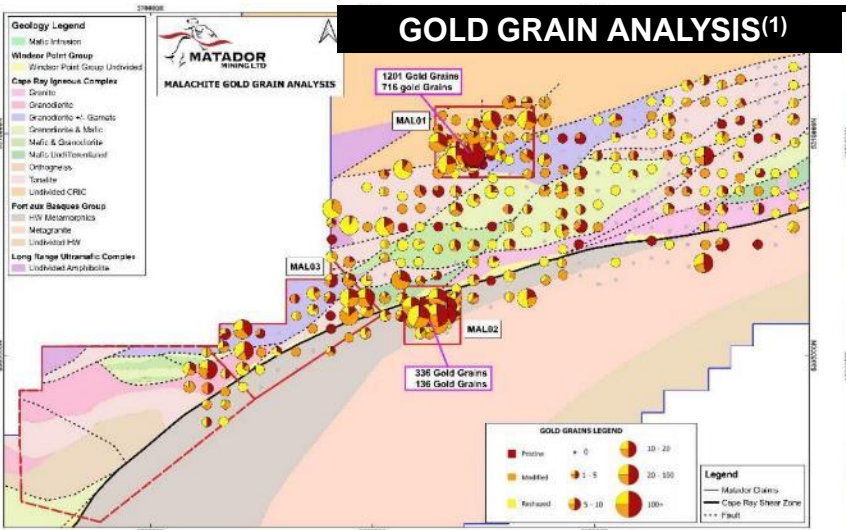 GOLD GRAIN ANALYSIS(1)
Geology Legend
Mafic Intrusion
Windsor Point Group
Windsor Point Group Undivided
Cape Ray Igneous Complex
Granite
Granodiorite
Granodiorite +/- Garnets
Granodiorite & Mafic
Mafic & Granodiorite
Mafic Undifferentiated
Orthogneiss
Tonalite
Undivided CRIC
Port aux Basques Group
HW Metamorphics
Metagranite
Undivided HW
Long Range Ultramafic Complex
Undivided Amphibolite
MATADOR
MINING LTD
MALACHITE GOLD GRAIN ANALYSIS
1201 Gold Grains
716 gold Grains
MAL01
MAL03
MAL02
336 Gold Grains
136 Gold Grains
GOLD GRAINS LEGEND
Pristine
Modified
Reshaped
0
1 - 5
5 - 10
10 - 20
20 - 100
100+
Legend
Matador Claims
Cape Ray Shear Zone
Fault